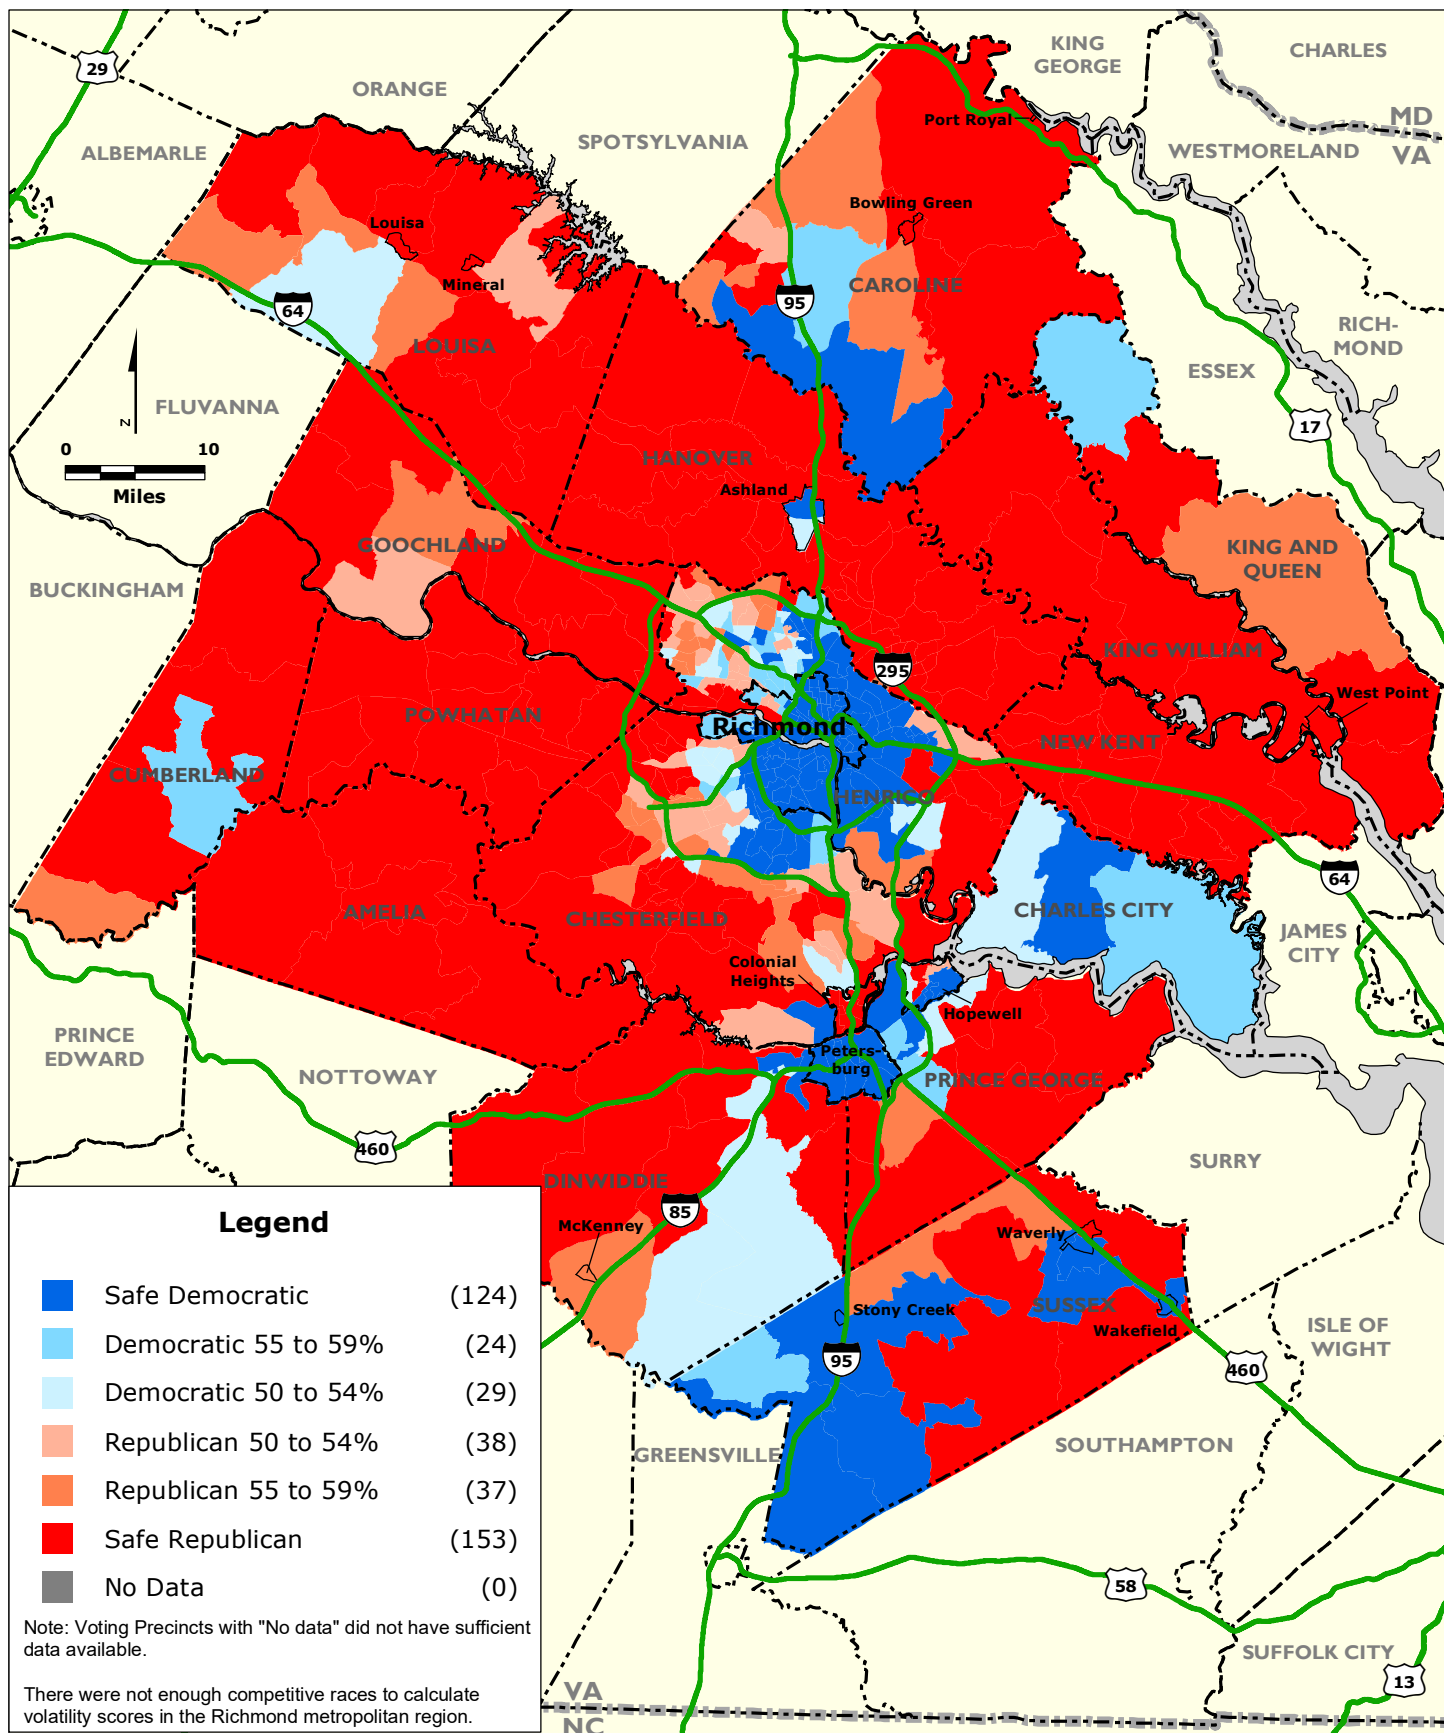 KING
GEORGE
CHARLES
29
ORANGE
MD
VA
SPOTSYLVANIA
Port Royal
ALBEMARLE
WESTMORELAND
Bowling Green
Louisa
Mineral
CAROLINE
64
95
RICH-
MOND
LOUISA
ESSEX
FLUVANNA
N
17
0 10
Miles
HANOVER
Ashland
GOOCHLAND
KING AND
QUEEN
BUCKINGHAM
KING WILLIAM
295
West Point
POWHATAN
Richmond
NEW KENT
CUMBERLAND
HENRICO
64
AMELIA
CHESTERFIELD
CHARLES CITY
JAMES
CITY
Colonial
Heights
Hopewell
PRINCE
EDWARD
Peters-
burg
NOTTOWAY
PRINCE GEORGE
460
SURRY
DINWIDDIE
85
McKenney
Waverly
Stony Creek
SUSSEX
Wakefield
ISLE OF
WIGHT
95
460
GREENSVILLE
SOUTHAMPTON
58
SUFFOLK CITY
13
VA
NC
Legend
Safe Democratic (124)
Democratic 55 to 59% (24)
Democratic 50 to 54% (29)
Republican 50 to 54% (38)
Republican 55 to 59% (37)
Safe Republican (153)
No Data (0)
Note: Voting Precincts with "No data" did not have sufficient
data available.
There were not enough competitive races to calculate
volatility scores in the Richmond metropolitan region.